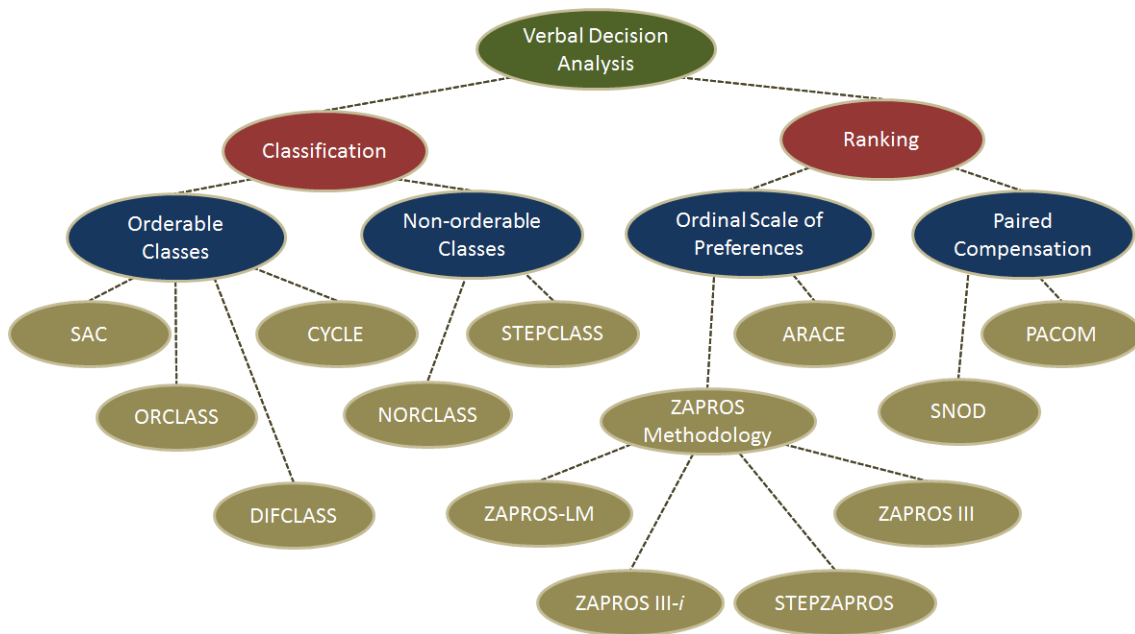 Verbal Decision
Analysis
Classification
Ranking
Orderable
Classes
Non-orderable
Classes
Ordinal Scale of
Preferences
Paired
Compensation
SAC
CYCLE
STEPCLASS
ARACE
PACOM
ORCLASS
NORCLASS
ZAPROS
Methodology
SNOD
DIFCLASS
ZAPROS-LM
ZAPROS III
ZAPROS III-i
STEPZAPROS